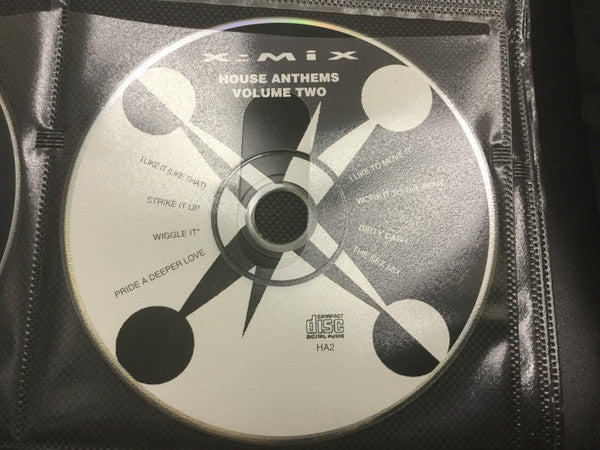 X-MiX
HOUSE ANTHEMS
VOLUME TWO
I LIKE IT (LIKE THAT)
STRIKE IT UP
WIGGLE IT*
PRIDE A DEEPER LOVE
I LIKE TO MOVE IT
WORK IT TO THE
DIRTY CASH
THE SEX MIX
COMPACT
disc
DIGITAL AUDIO
HA2